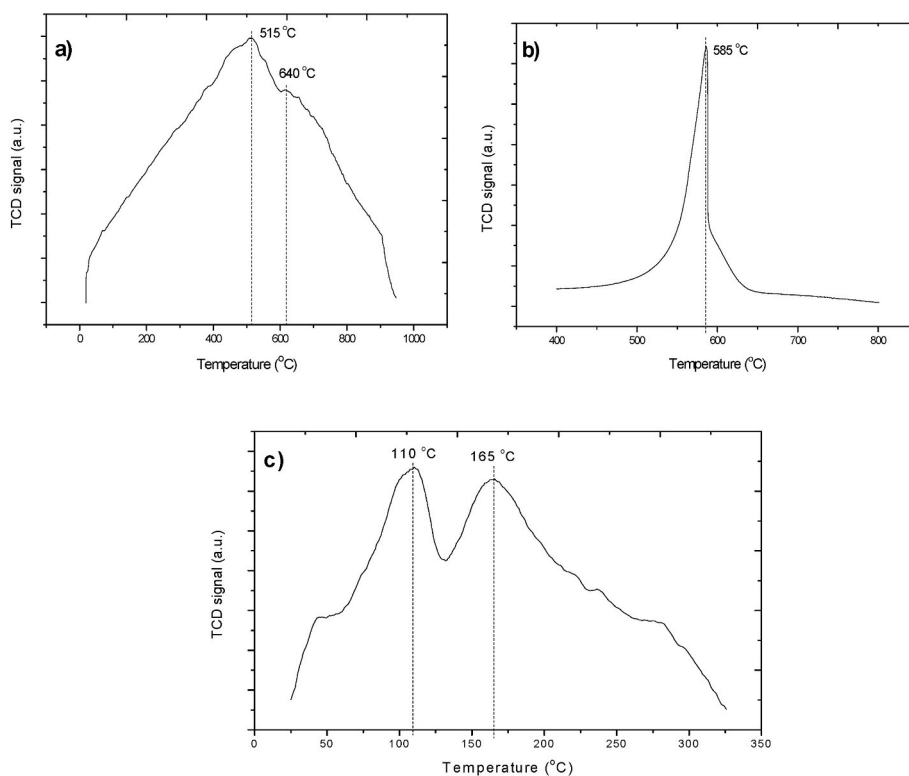 a)
515 °C
640 °C
TCD signal (a.u.)
0 200 400 600 800 1000
Temperature (°C)
b)
585 °C
TCD signal (a.u.)
400 500 600 700 800
Temperature (°C)
c)
110 °C
165 °C
TCD signal (a.u.)
0 50 100 150 200 250 300 350
Temperature (°C)